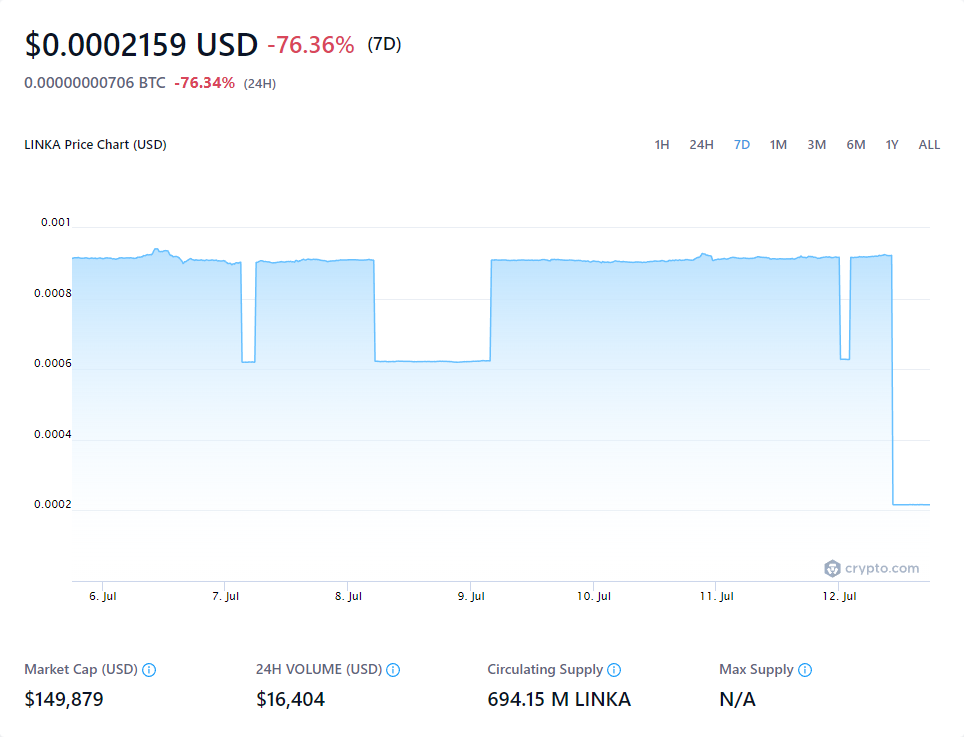 $0.0002159 USD -76.36% (7D)
0.00000000706 BTC -76.34% (24H)
LINKA Price Chart (USD) 1H 24H 7D 1M 3M 6M 1Y ALL
0.001
0.0008
0.0006
0.0004
0.0002
crypto.com
6. Jul 7. Jul 8. Jul 9. Jul 10. Jul 11. Jul 12. Jul
Market Cap (USD) 24H VOLUME (USD) Circulating Supply Max Supply
$149,879 $16,404 694.15 M LINKA N/A